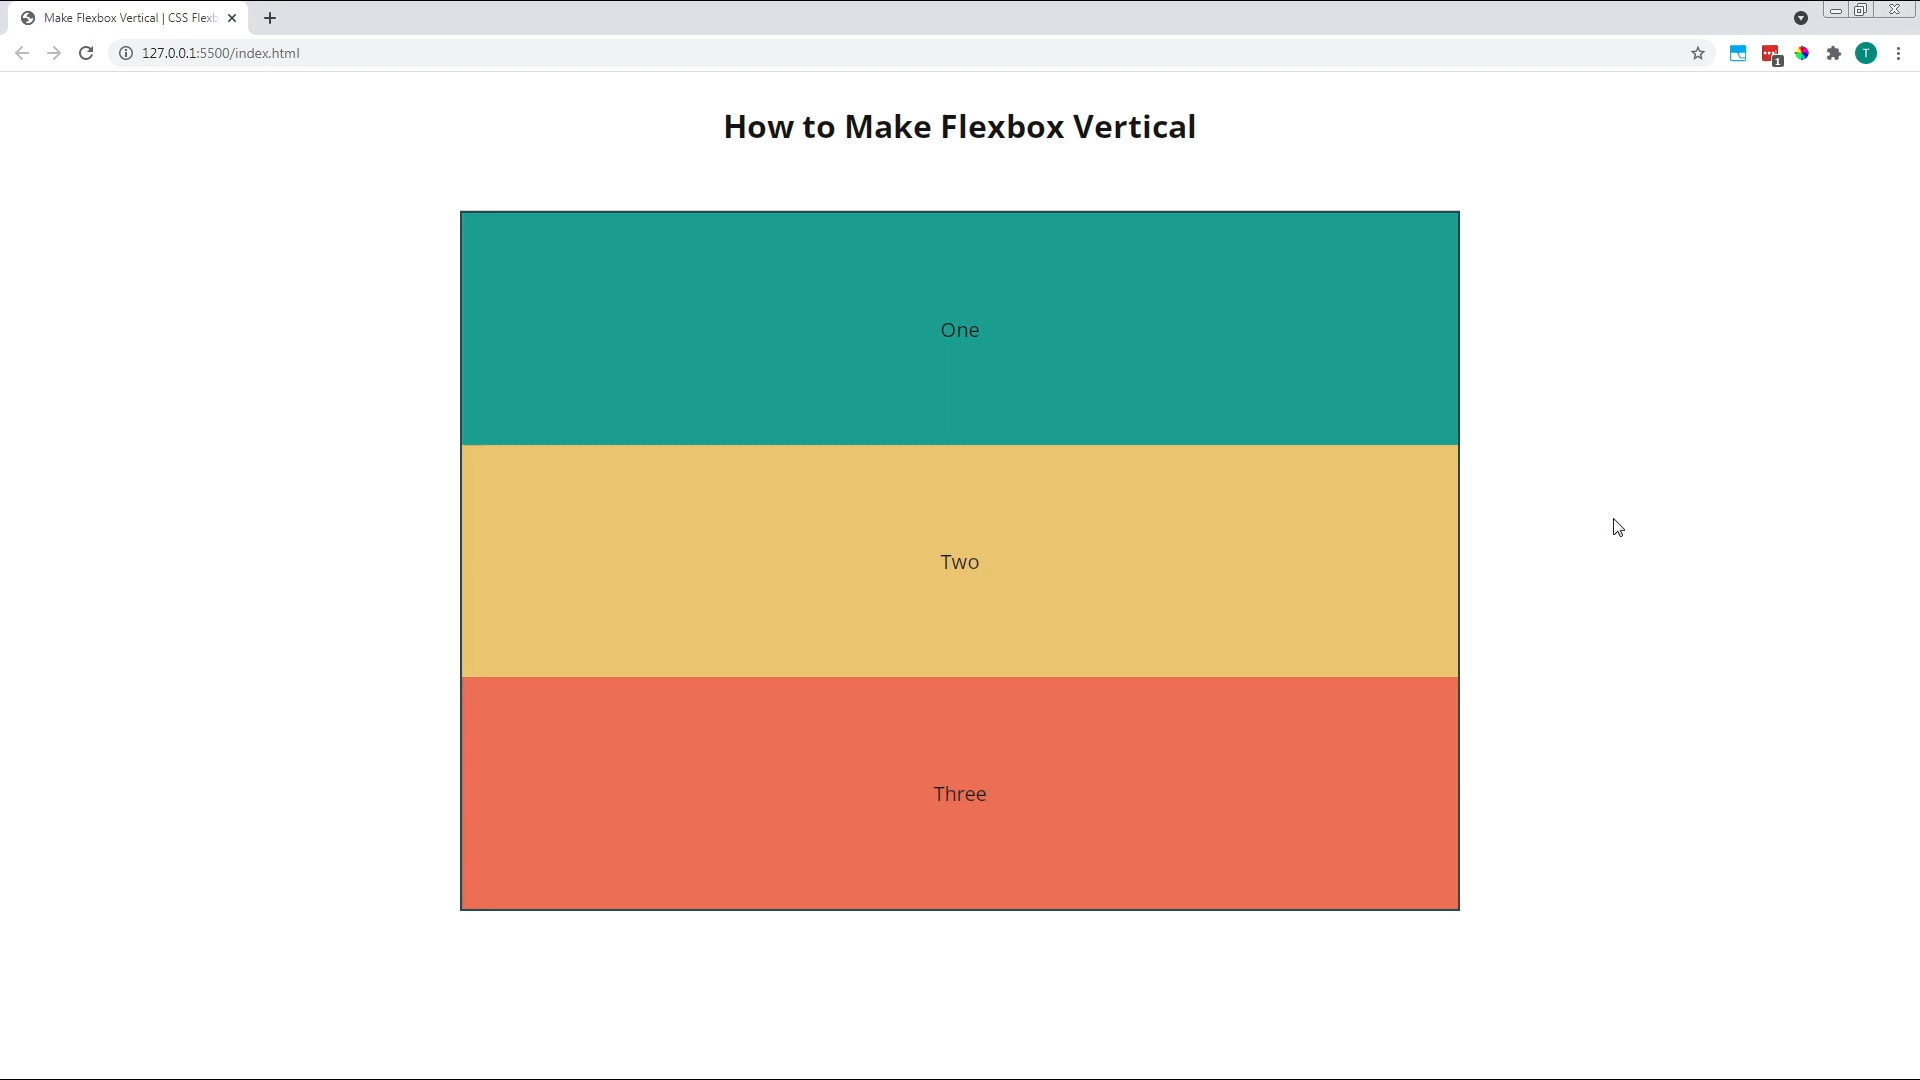 Make Flexbox Vertical | CSS Flexb
127.0.0.1:5500/index.html
1
T
How to Make Flexbox Vertical
One
Two
Three